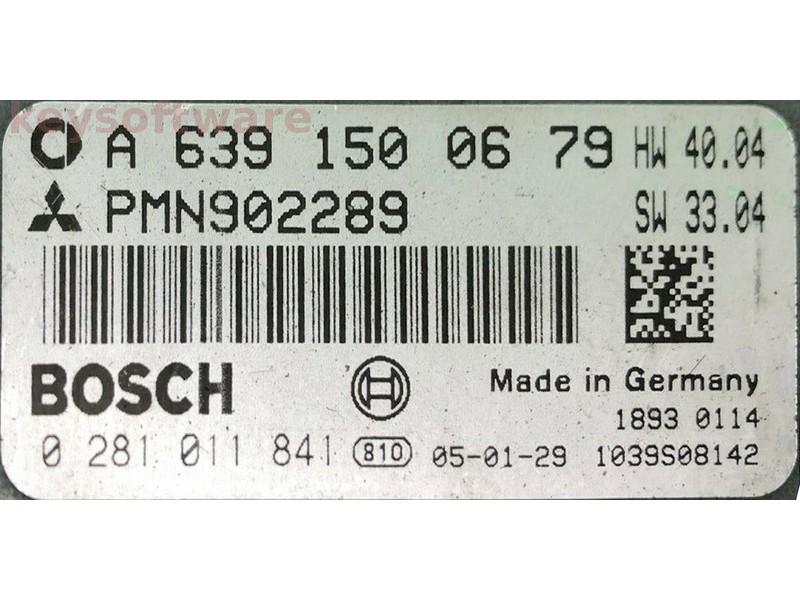 keysoftware
A 639 150 06 79 HW 40.04
PMN902289 SW 33.04
BOSCH
Made in Germany
1893 0114
0 281 011 841 810 05-01-29 1039S08142